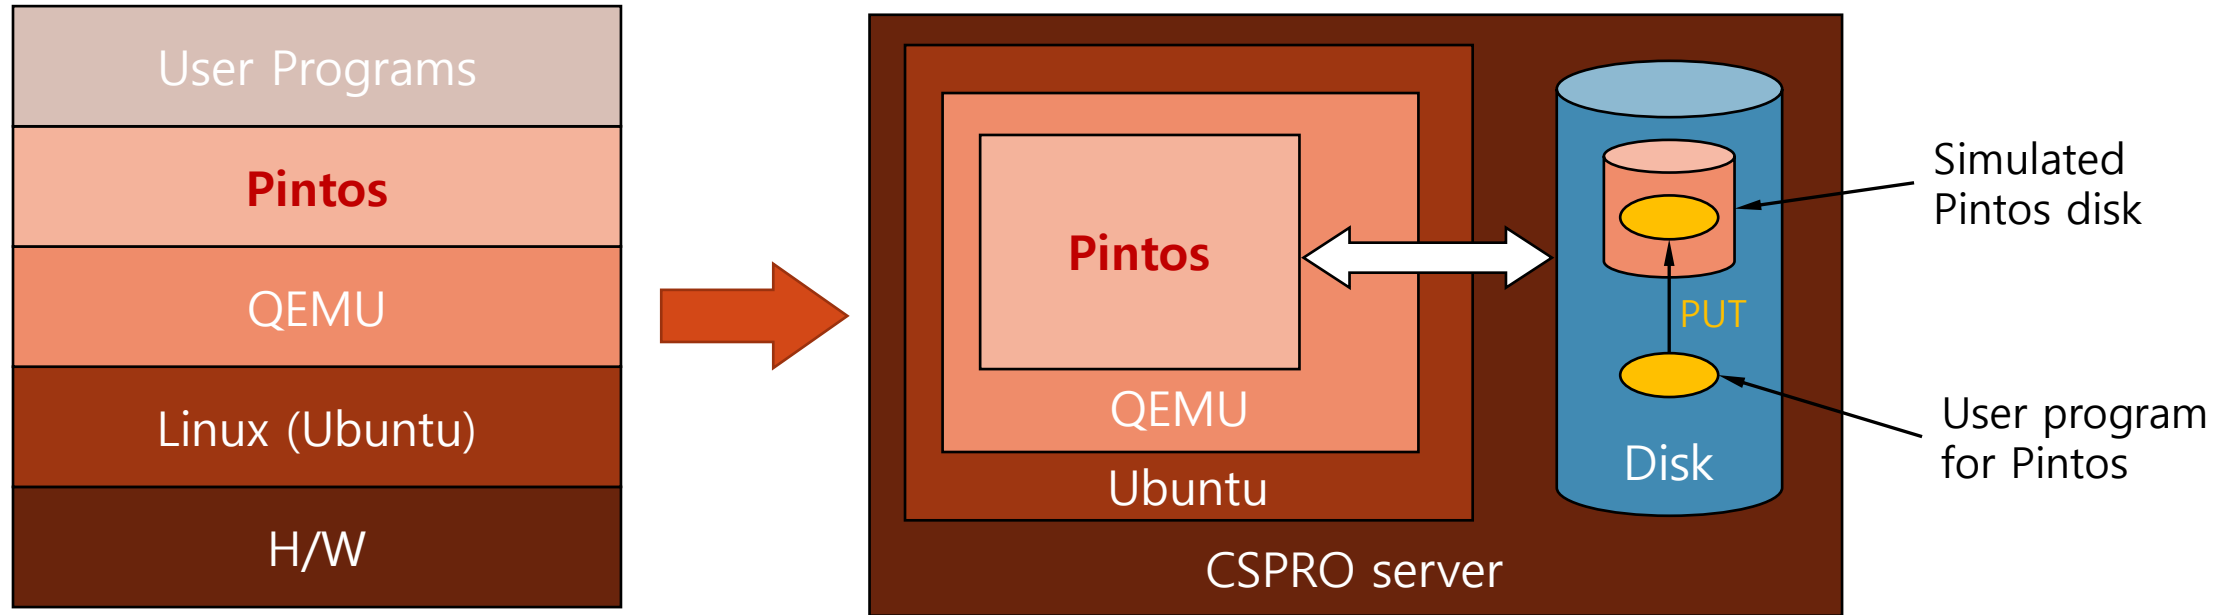 User Programs
Pintos
QEMU
Linux (Ubuntu)
H/W
Pintos
QEMU
Ubuntu
CSPRO server
PUT
Disk
Simulated
Pintos disk
User program
for Pintos